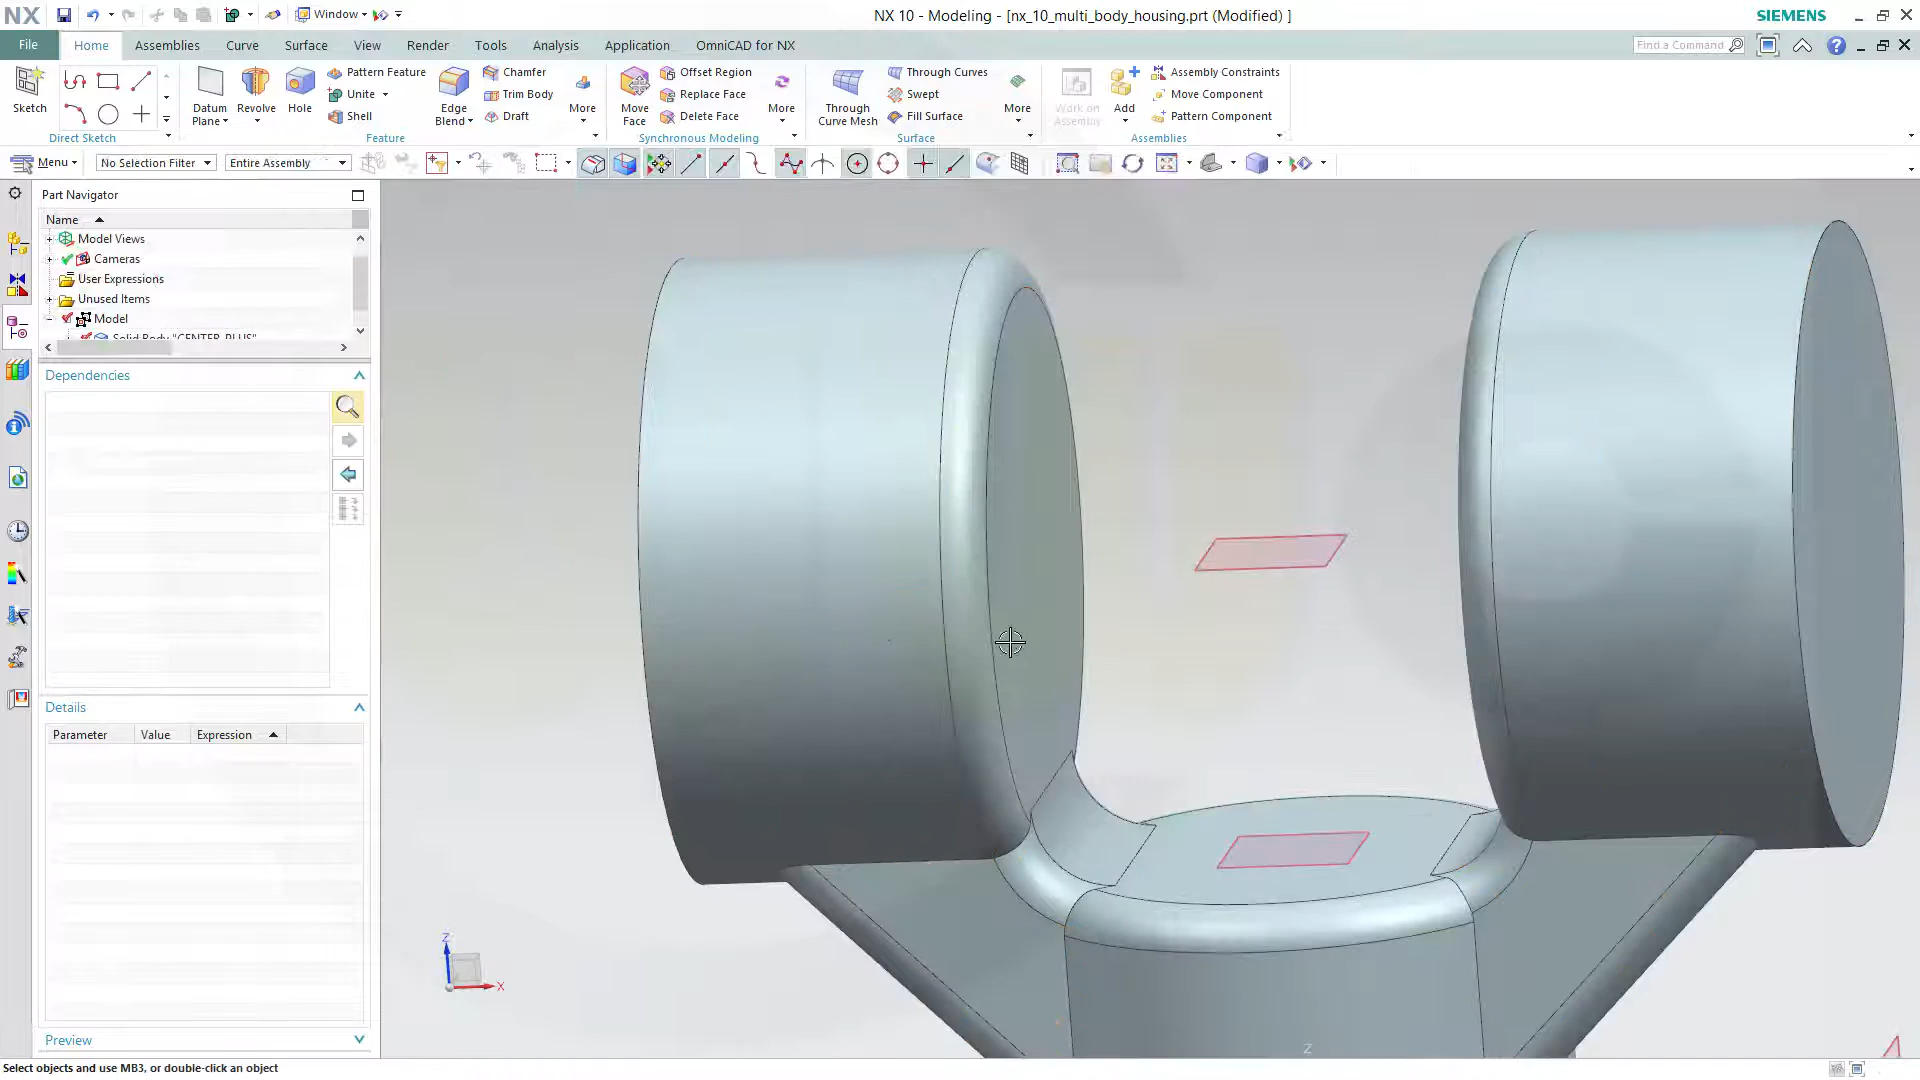 NX
Window
NX 10 - Modeling - [nx_10_multi_body_housing.prt (Modified) ]
SIEMENS
File
Home
Assemblies
Curve
Surface
View
Render
Tools
Analysis
Application
OmniCAD for NX
Find a Command
Sketch
Direct Sketch
Datum
Plane
Revolve
Hole
Pattern Feature
Unite
Shell
Edge
Blend
Chamfer
Trim Body
Draft
More
Feature
Move
Face
Offset Region
Replace Face
Delete Face
More
Synchronous Modeling
Through
Curve Mesh
Through Curves
Swept
Fill Surface
More
Surface
Work on
Assembly
Add
Assembly Constraints
Move Component
Pattern Component
Assemblies
Menu
No Selection Filter
Entire Assembly
Part Navigator
Name
Model Views
Cameras
User Expressions
Unused Items
Model
Solid Body "CENTER_PLUS"
Dependencies
Details
Parameter
Value
Expression
Preview
Z
X
Z
Select objects and use MB3, or double-click an object